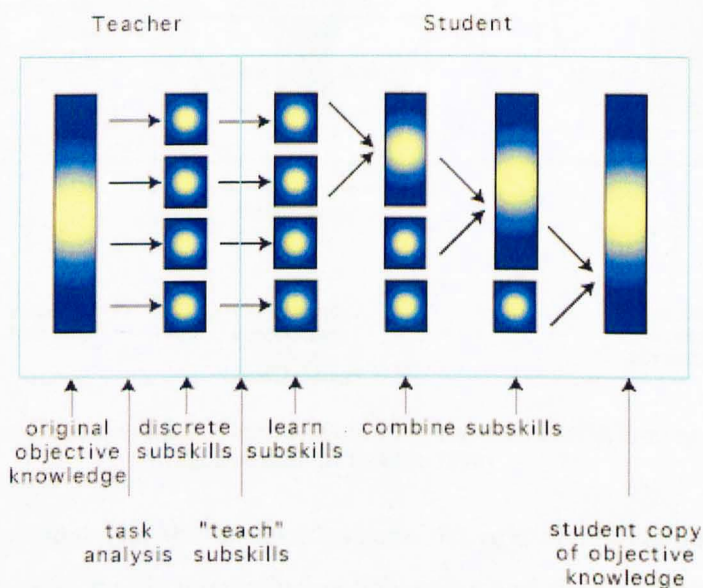 Teacher
Student
original
objective
knowledge
discrete
subskills
learn
subskills
combine subskills
task
analysis
"teach"
subskills
student copy
of objective
knowledge